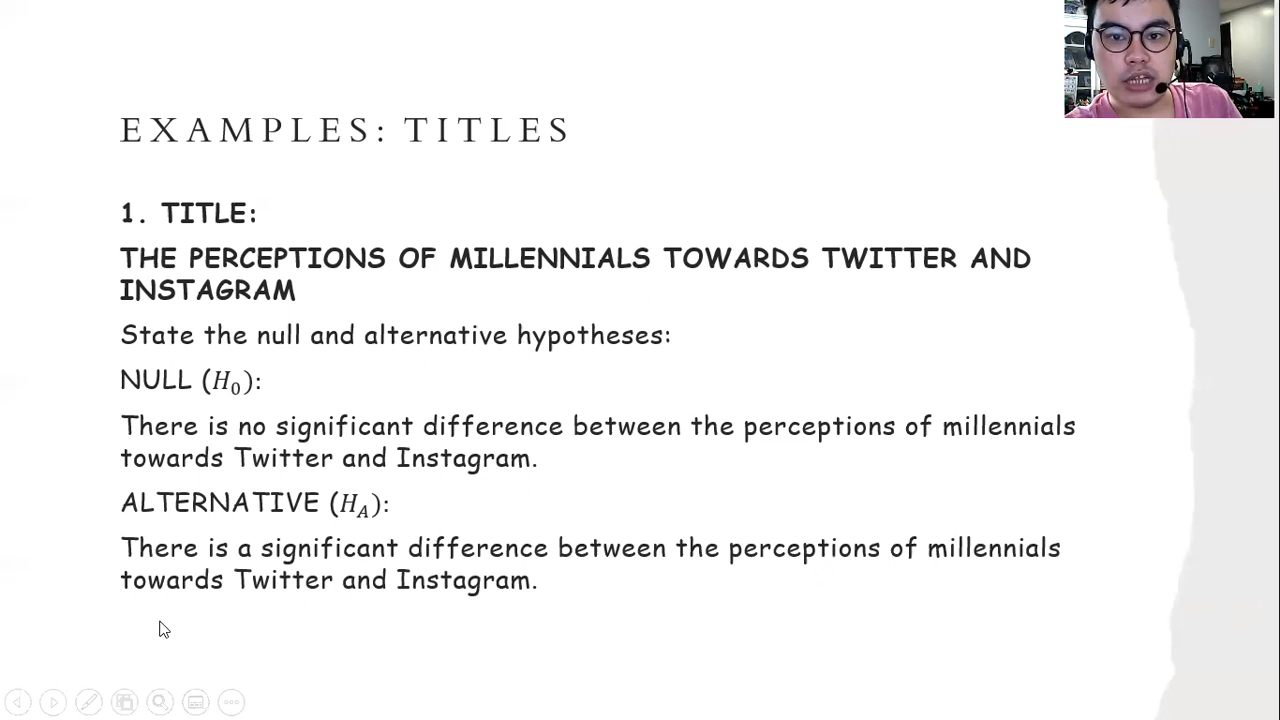 EXAMPLES: TITLES
1. TITLE:
THE PERCEPTIONS OF MILLENNIALS TOWARDS TWITTER AND
INSTAGRAM
State the null and alternative hypotheses:
NULL (𝐻₀):
There is no significant difference between the perceptions of millennials
towards Twitter and Instagram.
ALTERNATIVE (𝐻_A):
There is a significant difference between the perceptions of millennials
towards Twitter and Instagram.